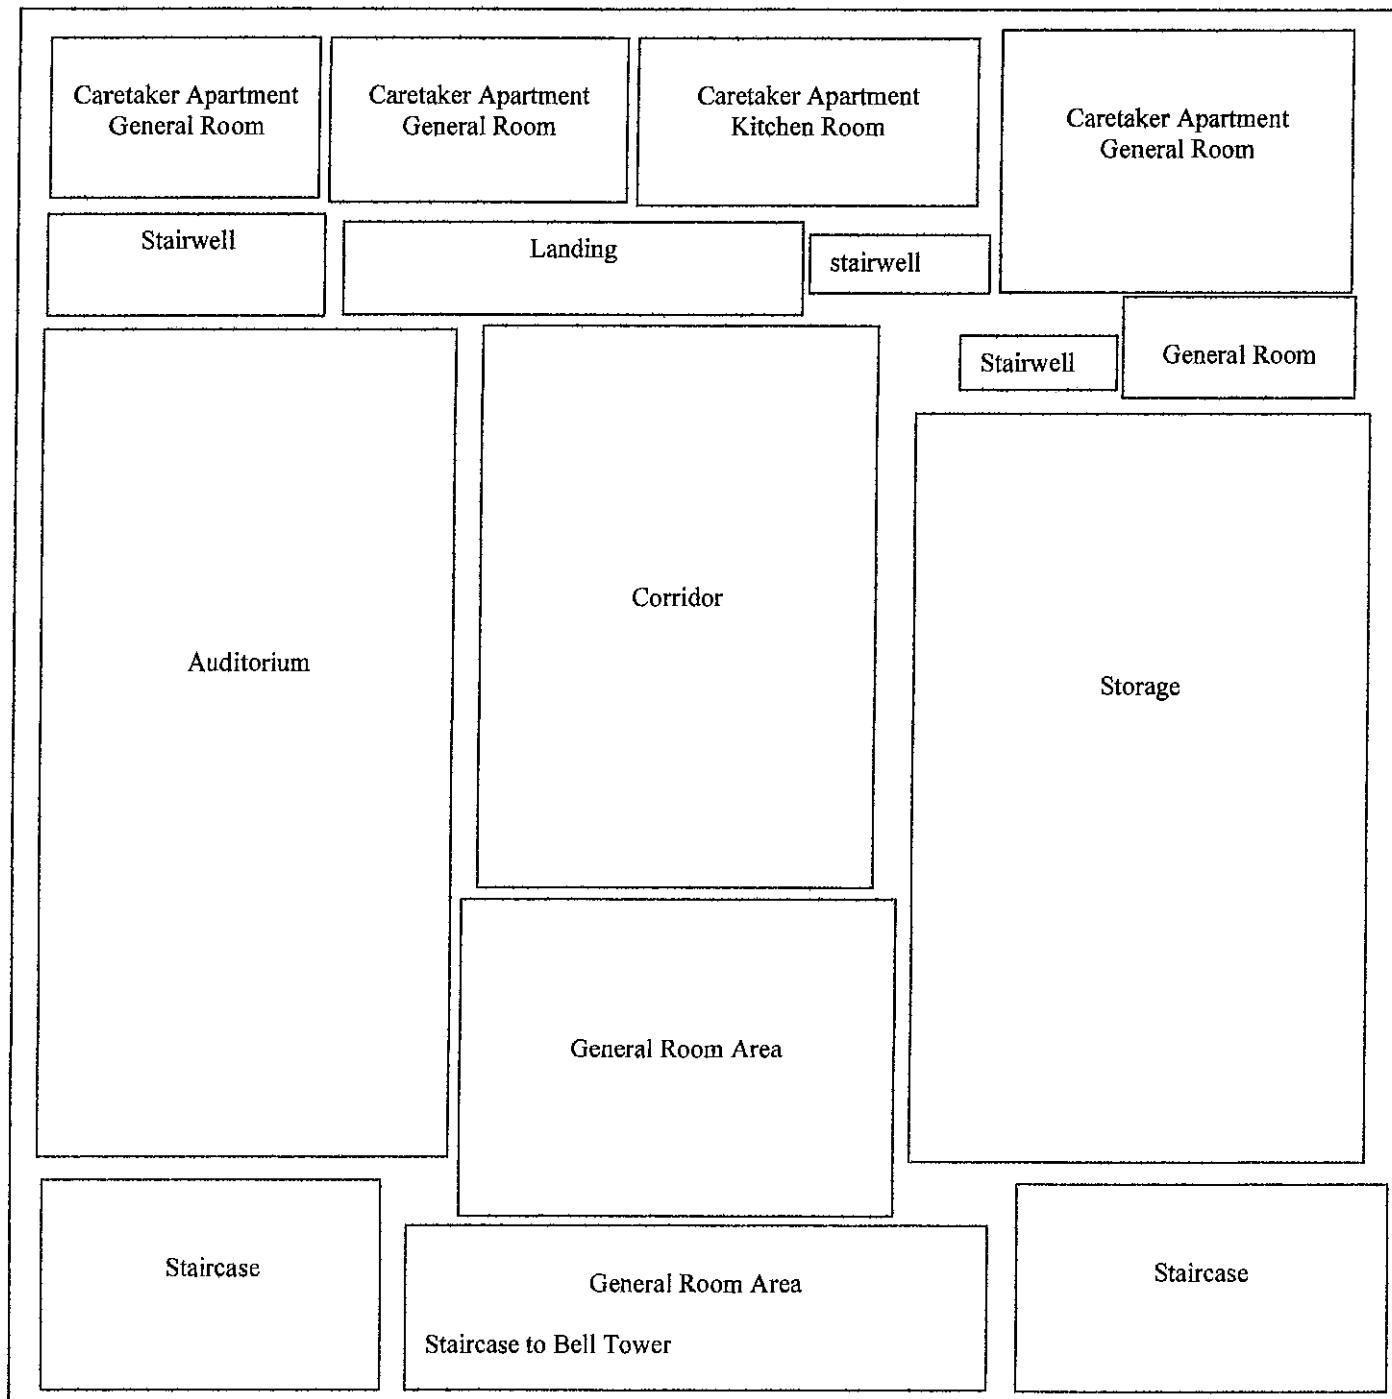 Caretaker Apartment
General Room
Caretaker Apartment
General Room
Caretaker Apartment
Kitchen Room
Caretaker Apartment
General Room
Stairwell
Landing
stairwell
Stairwell
General Room
Auditorium
Corridor
Storage
General Room Area
Staircase
General Room Area
Staircase to Bell Tower
Staircase